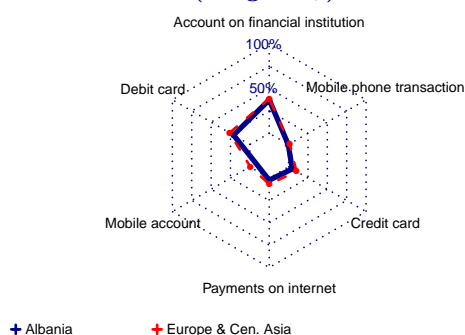 Account on financial institution
100%
50%
Debit card
Mobile phone transaction
Mobile account
Credit card
Payments on internet
Albania
Europe & Cen. Asia